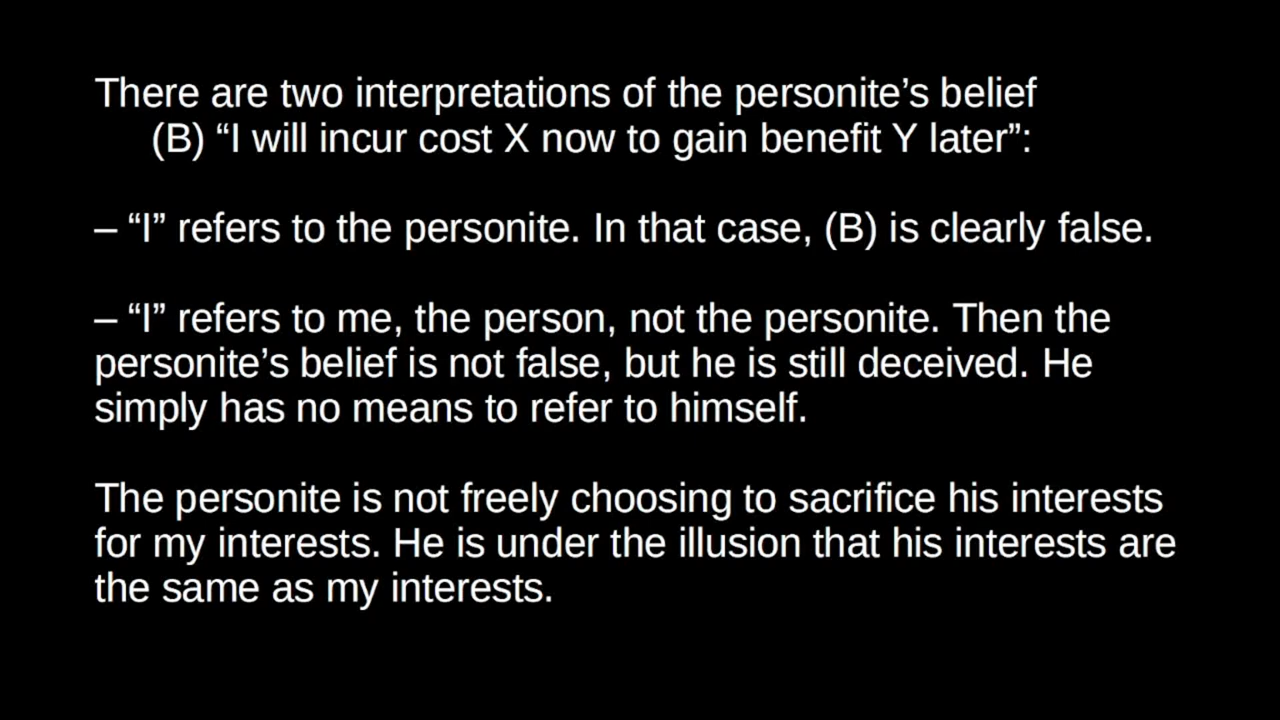 There are two interpretations of the personite’s belief
(B) “I will incur cost X now to gain benefit Y later”:
– “I” refers to the personite. In that case, (B) is clearly false.
– “I” refers to me, the person, not the personite. Then the
personite’s belief is not false, but he is still deceived. He
simply has no means to refer to himself.
The personite is not freely choosing to sacrifice his interests
for my interests. He is under the illusion that his interests are
the same as my interests.